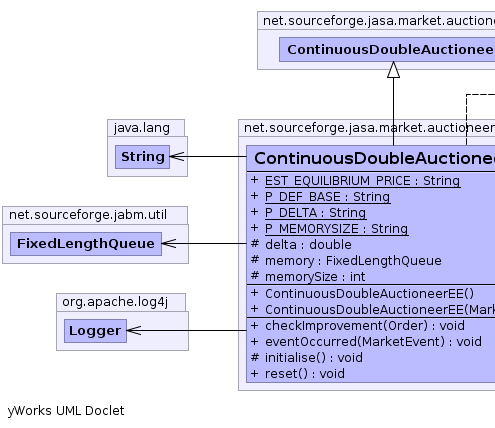 net.sourceforge.jasa.market.auctione
ContinuousDoubleAuctioneer
java.lang
String
net.sourceforge.jasa.market.auctioneer
ContinuousDoubleAuctionee
+ EST_EQUILIBRIUM_PRICE : String
+ P_DEF_BASE : String
+ P_DELTA : String
+ P_MEMORYSIZE : String
# delta : double
# memory : FixedLengthQueue
# memorySize : int
+ ContinuousDoubleAuctioneerEE()
+ ContinuousDoubleAuctioneerEE(Mark
+ checkImprovement(Order) : void
+ eventOccurred(MarketEvent) : void
# initialise() : void
+ reset() : void
net.sourceforge.jabm.util
FixedLengthQueue
org.apache.log4j
Logger
yWorks UML Doclet